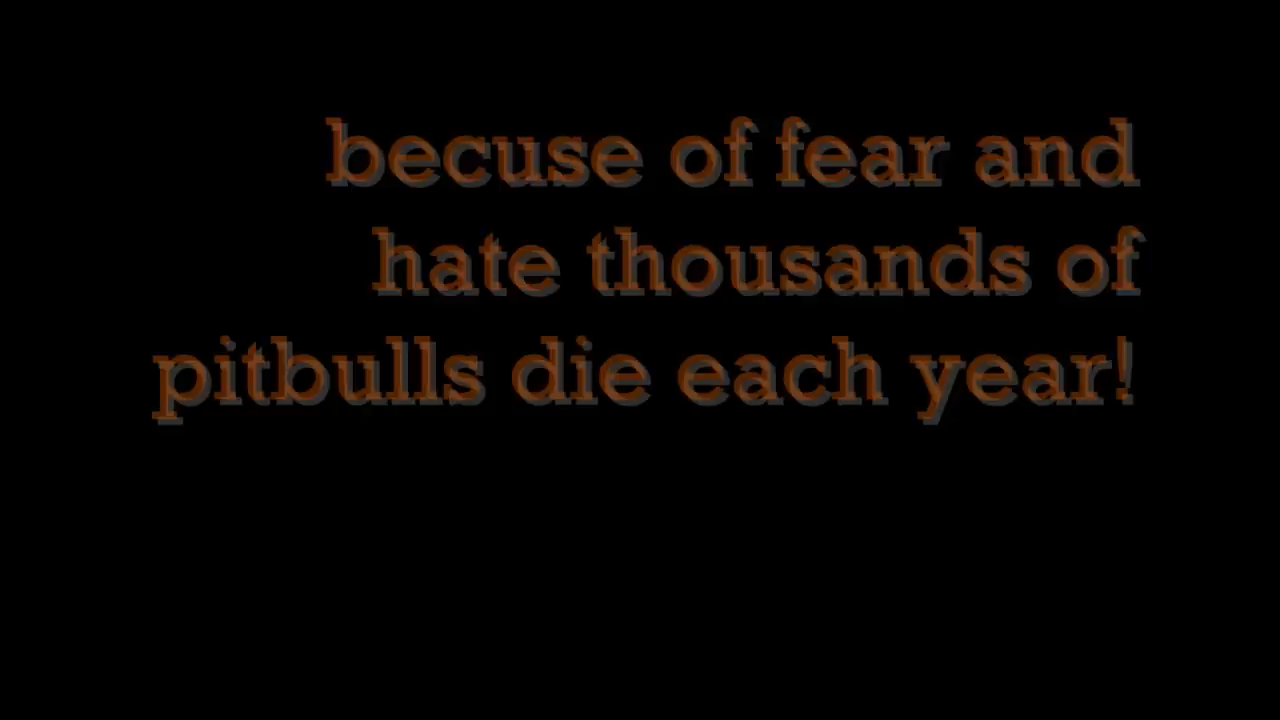 becuse of fear and
hate thousands of
pitbulls die each year!